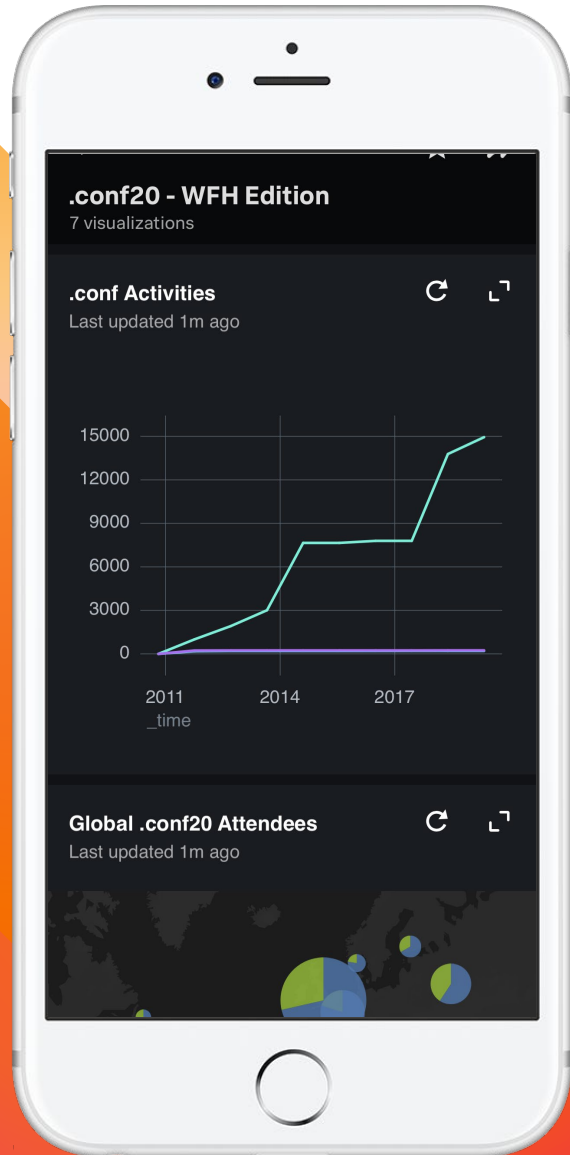 .conf20 - WFH Edition
7 visualizations
.conf Activities
Last updated 1m ago
15000
12000
9000
6000
3000
0
2011 2014 2017
_time
Global .conf20 Attendees
Last updated 1m ago